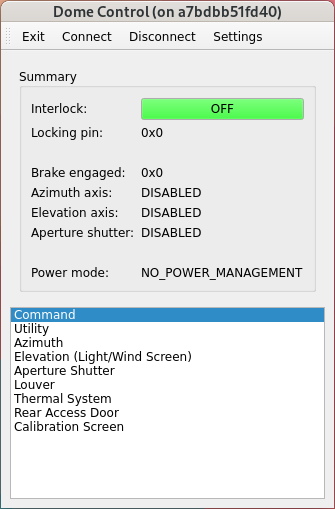 Dome Control (on a7bdbb51fd40)
Exit Connect Disconnect Settings
Summary
Interlock: OFF
Locking pin: 0x0
Brake engaged: 0x0
Azimuth axis: DISABLED
Elevation axis: DISABLED
Aperture shutter: DISABLED
Power mode: NO_POWER_MANAGEMENT
Command
Utility
Azimuth
Elevation (Light/Wind Screen)
Aperture Shutter
Louver
Thermal System
Rear Access Door
Calibration Screen